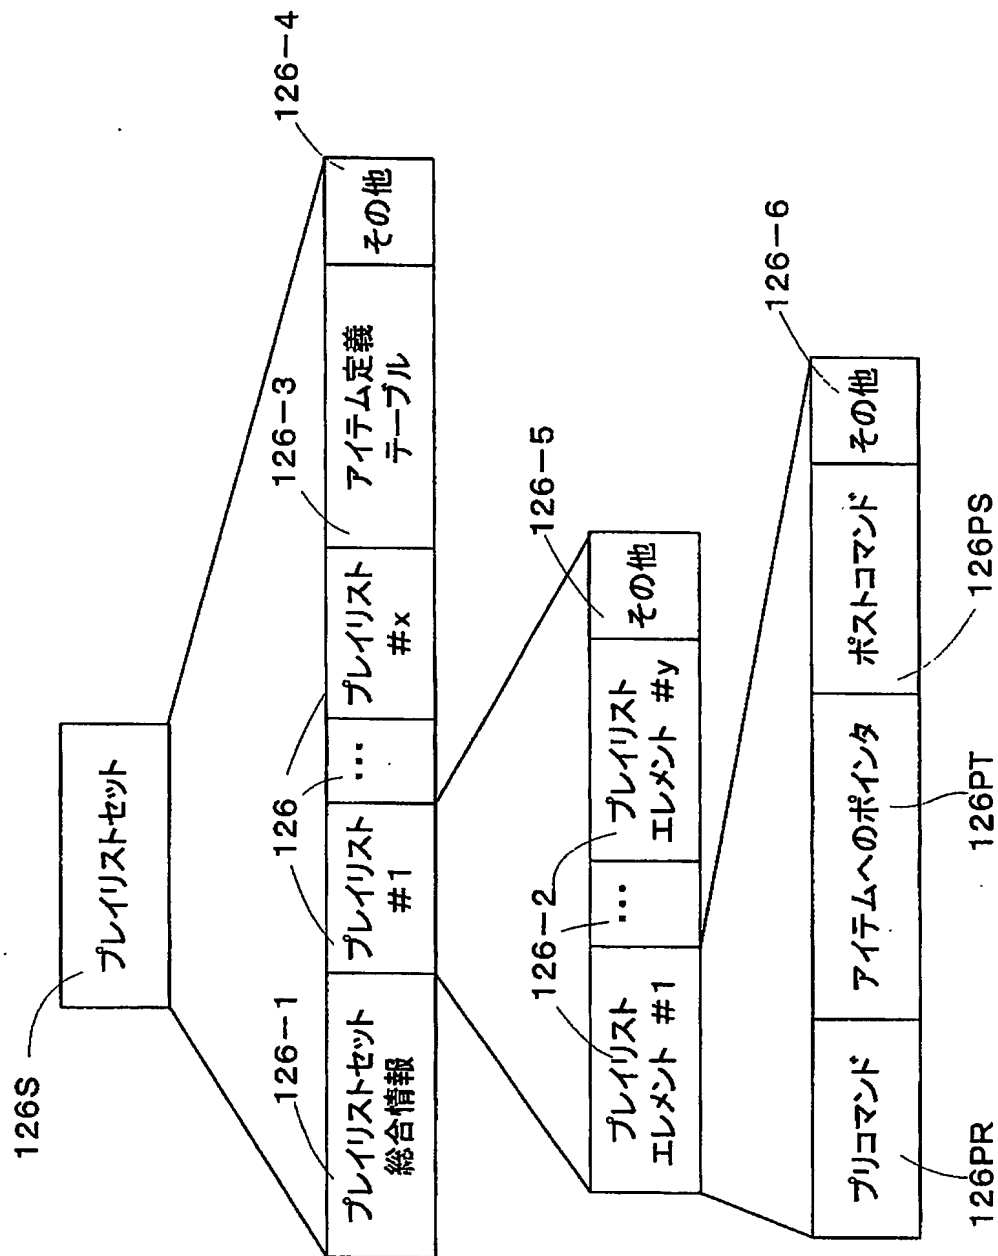 126S
プレイリストセット
126-1
126
126-3
126-4
プレイリストセット
総合情報
プレイリスト
#1
...
プレイリスト
#x
アイテム定義
テーブル
その他
126-2
126-5
プレイリスト
エレメント #1
...
プレイリスト
エレメント #y
その他
126-6
プリコマンド
アイテムへのポインタ
ポストコマンド
その他
126PR
126PT
126PS